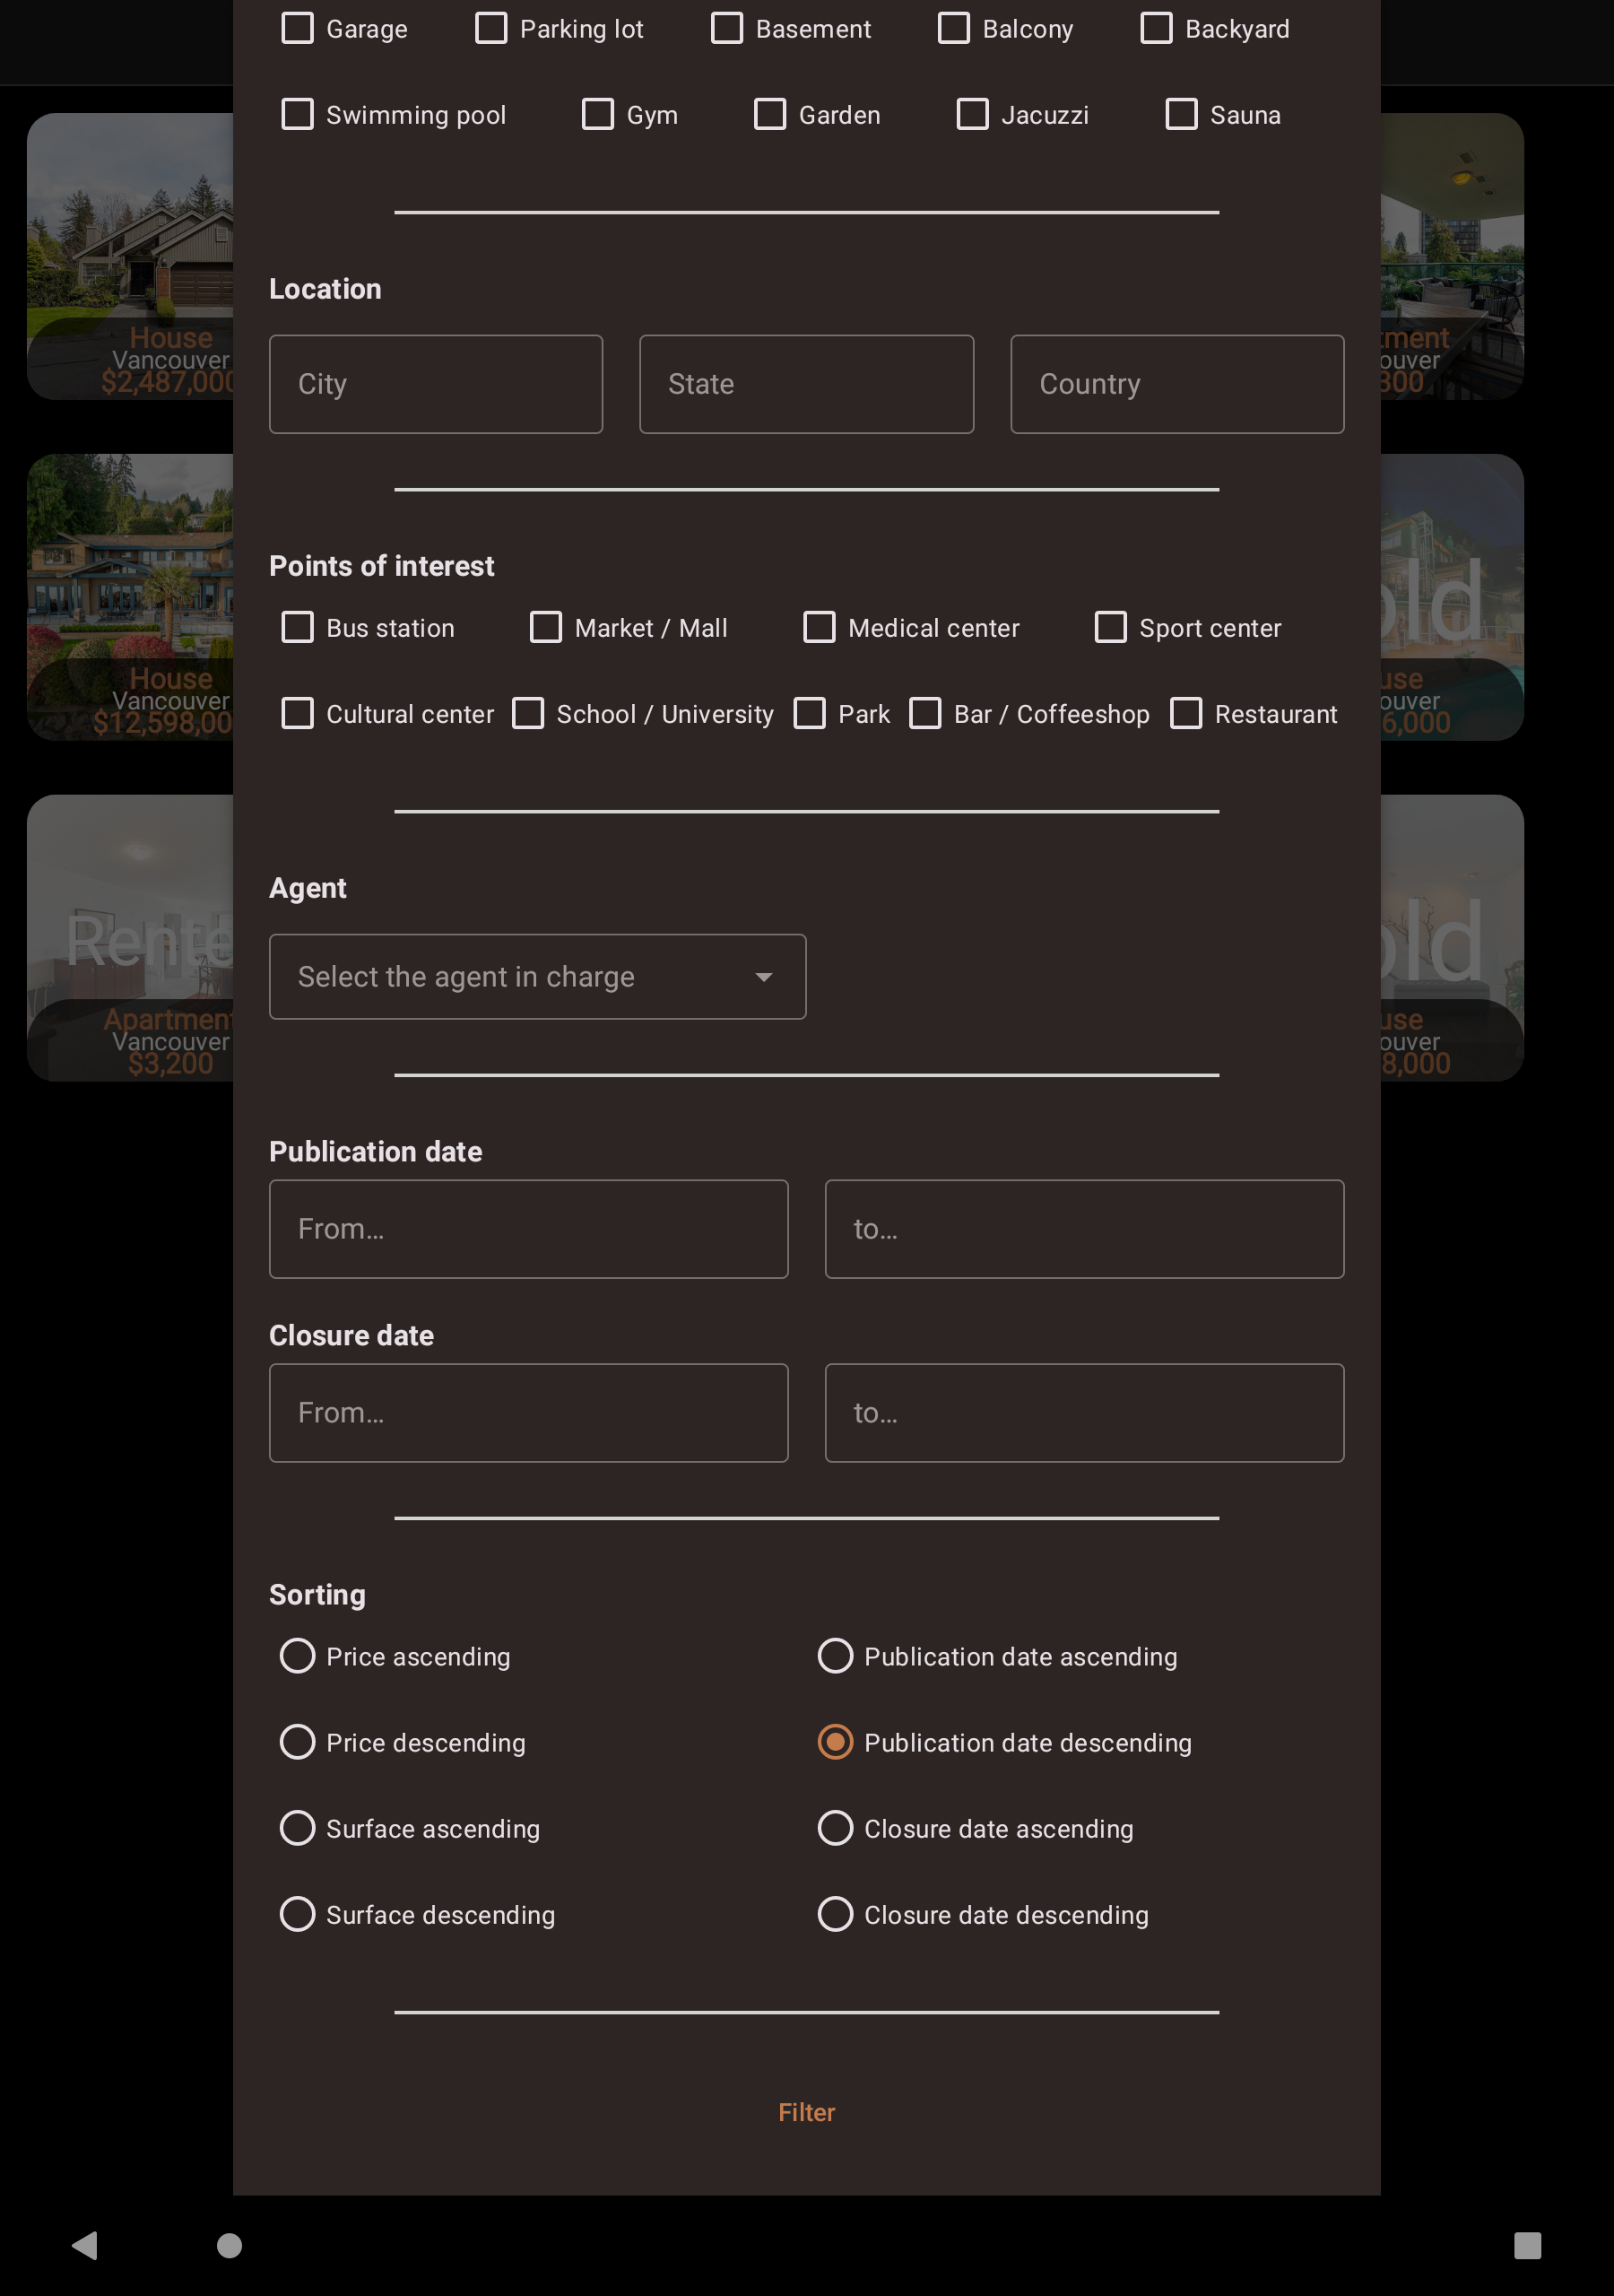 Garage Parking lot Basement Balcony Backyard
Swimming pool Gym Garden Jacuzzi Sauna
Location
City State Country
House
Vancouver
$2,487,000
tment
ouver
300
Points of interest
Bus station Market / Mall Medical center Sport center
Cultural center School / University Park Bar / Coffeeshop Restaurant
House
Vancouver
$12,598,00
old
use
ouver
6,000
Agent
Select the agent in charge
Rente
Apartment
Vancouver
$3,200
old
use
ouver
8,000
Publication date
From… to…
Closure date
From… to…
Sorting
Price ascending Publication date ascending
Price descending Publication date descending
Surface ascending Closure date ascending
Surface descending Closure date descending
Filter